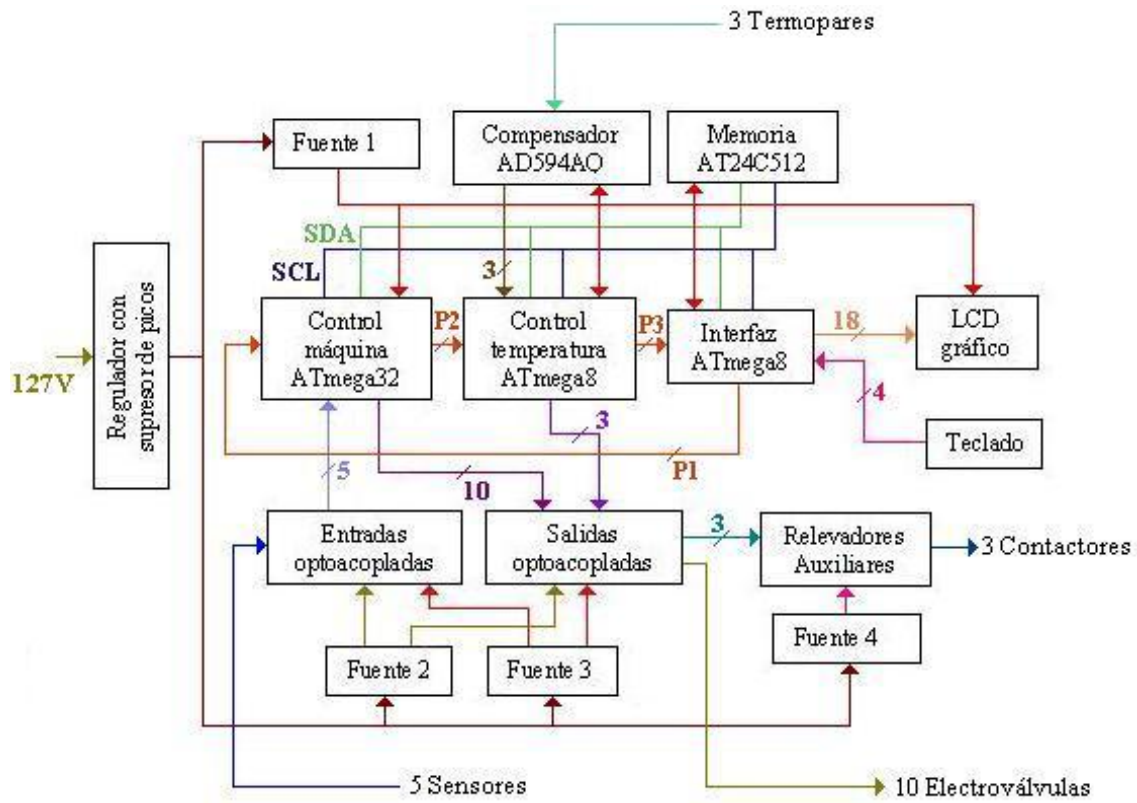 3 Termopares
Fuente 1
Compensador
AD594AQ
Memoria
AT24C512
SDA
SCL
3
Regulador con
supresor de picos
127V
Control
máquina
ATmega32
P2
Control
temperatura
ATmega8
P3
Interfaz
ATmega8
18
LCD
gráfico
4
Teclado
3
P1
5
10
Entradas
optoacopladas
Salidas
optoacopladas
3
Relevadores
Auxiliares
3 Contactores
Fuente 2
Fuente 3
Fuente 4
5 Sensores
10 Electroválvulas